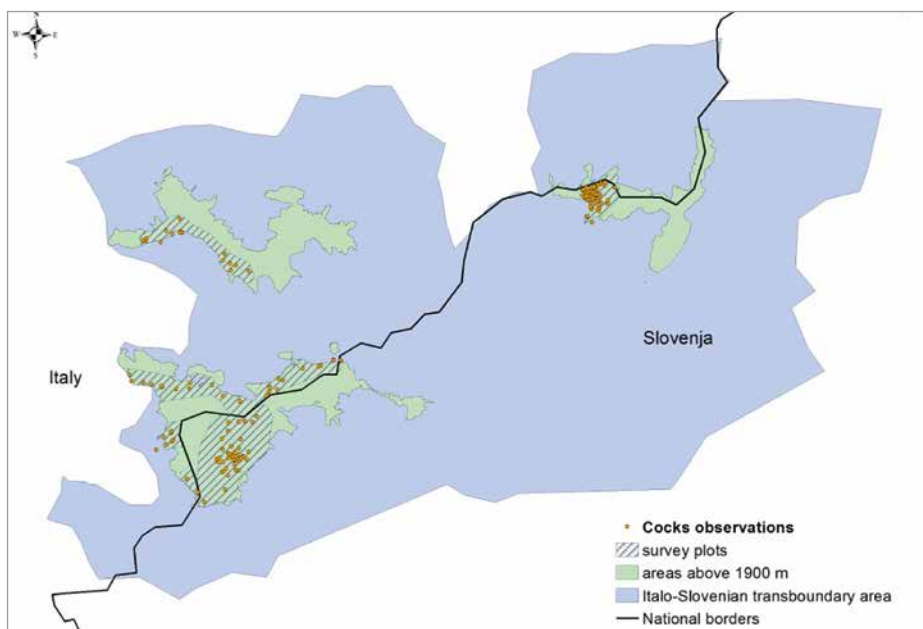 N
W E
S
Italy
Slovenja
Cocks observations
survey plots
areas above 1900 m
Italo-Slovenian transboundary area
National borders